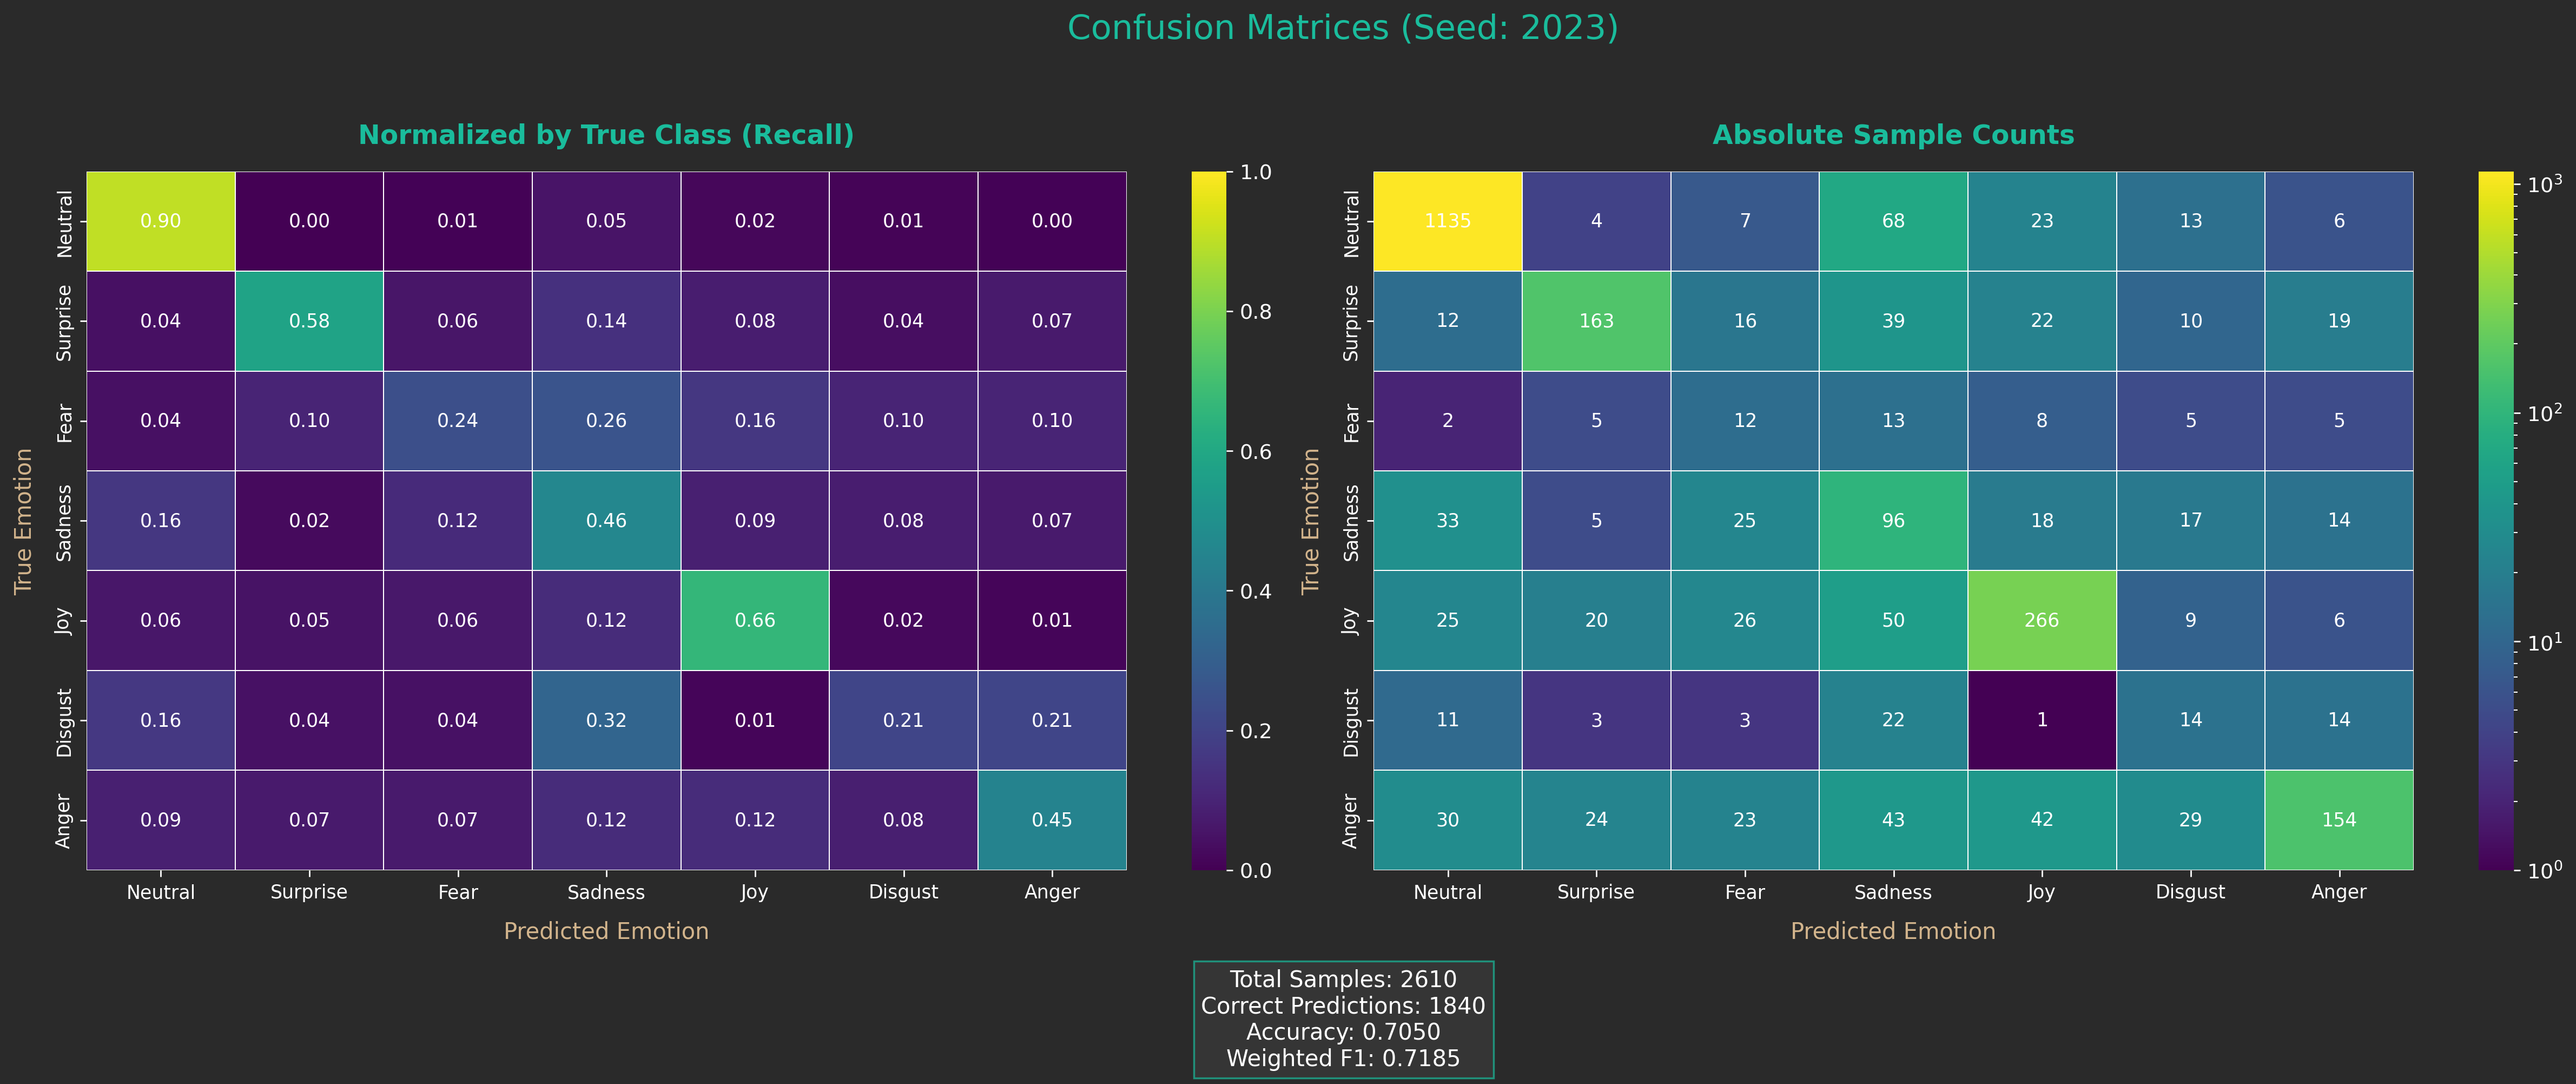 Confusion Matrices (Seed: 2023)
Normalized by True Class (Recall)
True Emotion
Neutral 0.90 0.00 0.01 0.05 0.02 0.01 0.00
Surprise 0.04 0.58 0.06 0.14 0.08 0.04 0.07
Fear 0.04 0.10 0.24 0.26 0.16 0.10 0.10
Sadness 0.16 0.02 0.12 0.46 0.09 0.08 0.07
Joy 0.06 0.05 0.06 0.12 0.66 0.02 0.01
Disgust 0.16 0.04 0.04 0.32 0.01 0.21 0.21
Anger 0.09 0.07 0.07 0.12 0.12 0.08 0.45
Neutral Surprise Fear Sadness Joy Disgust Anger
Predicted Emotion
1.0
0.8
0.6
0.4
0.2
0.0
Absolute Sample Counts
True Emotion
Neutral 1135 4 7 68 23 13 6
Surprise 12 163 16 39 22 10 19
Fear 2 5 12 13 8 5 5
Sadness 33 5 25 96 18 17 14
Joy 25 20 26 50 266 9 6
Disgust 11 3 3 22 1 14 14
Anger 30 24 23 43 42 29 154
Neutral Surprise Fear Sadness Joy Disgust Anger
Predicted Emotion
10³
10²
10¹
10⁰
Total Samples: 2610
Correct Predictions: 1840
Accuracy: 0.7050
Weighted F1: 0.7185